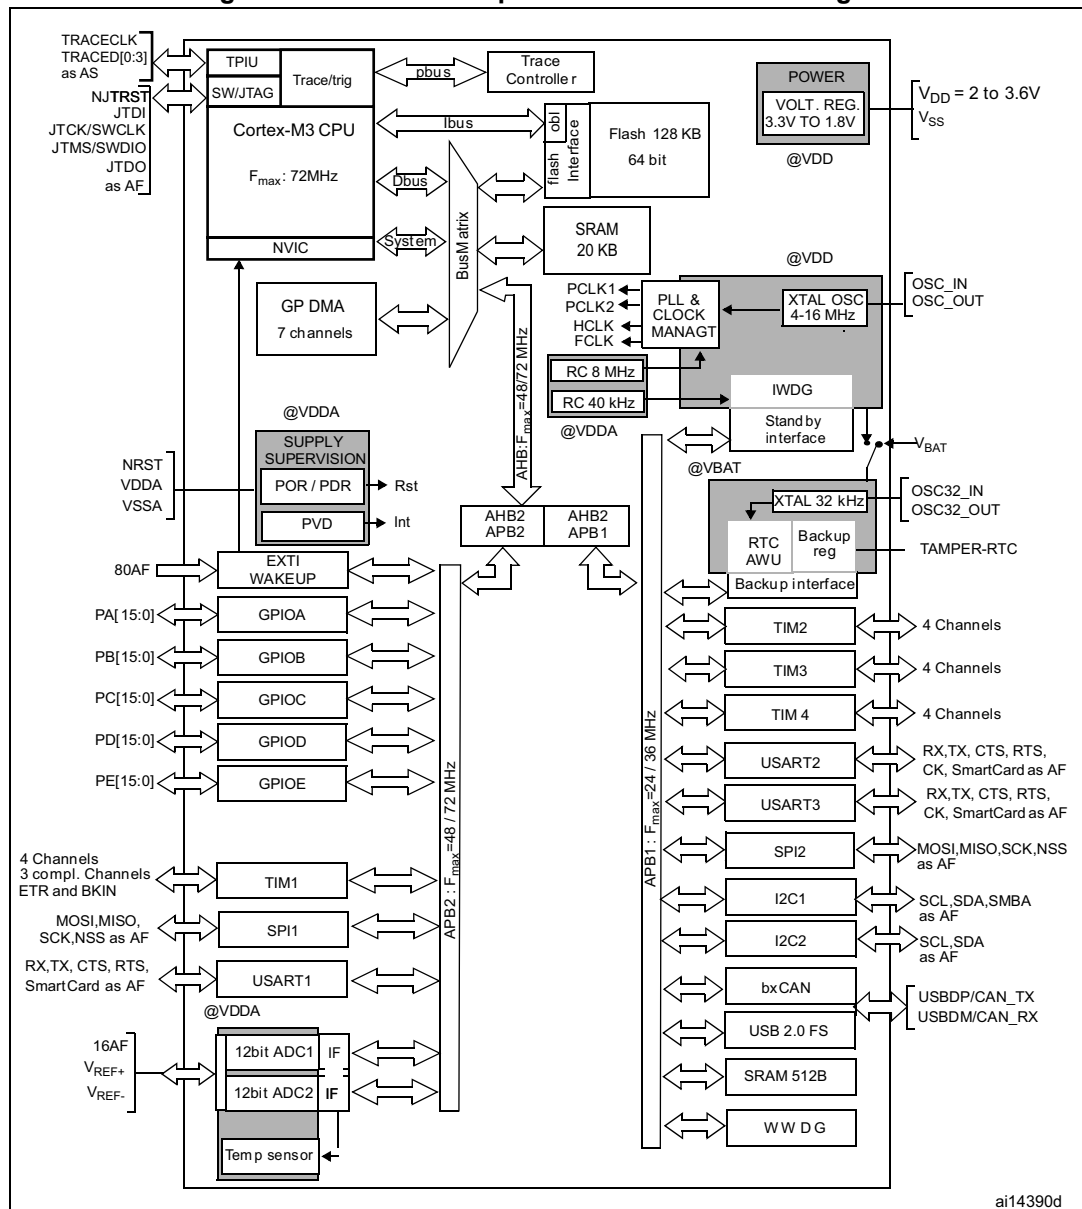 TRACECLK
TRACED[0:3]
as AS
NJTRST
JTDI
JTCK/SWCLK
JTMS/SWDIO
JTDO
as AF
TPIU
SW/JTAG
Trace/trig
Cortex-M3 CPU
Fmax: 72MHz
NVIC
pbus
Trace
Controller
Ibus
Dbus
System
BusMatrix
obl
flash
Interface
Flash 128 KB
64 bit
SRAM
20 KB
POWER
VOLT. REG.
3.3V TO 1.8V
@VDD
VDD = 2 to 3.6V
VSS
GP DMA
7 channels
@VDD
PCLK1
PCLK2
HCLK
FCLK
PLL &
CLOCK
MANAGT
XTAL OSC
4-16 MHz
OSC_IN
OSC_OUT
RC 8 MHz
RC 40 kHz
@VDDA
IWDG
Standby
interface
VBAT
@VBAT
AHB:Fmax=48/72 MHz
@VDDA
SUPPLY
SUPERVISION
NRST
VDDA
VSSA
POR / PDR
Rst
PVD
Int
AHB2
APB2
AHB2
APB1
XTAL 32 kHz
OSC32_IN
OSC32_OUT
RTC
AWU
Backup
reg
TAMPER-RTC
Backup interface
80AF
EXTI
WAKEUP
PA[15:0]
GPIOA
PB[15:0]
GPIOB
PC[15:0]
GPIOC
PD[15:0]
GPIOD
PE[15:0]
GPIOE
APB2 : Fmax=48 / 72 MHz
APB1 : Fmax=24 / 36 MHz
TIM2
4 Channels
TIM3
4 Channels
TIM 4
4 Channels
USART2
RX,TX, CTS, RTS,
CK, SmartCard as AF
USART3
RX,TX, CTS, RTS,
CK, SmartCard as AF
SPI2
MOSI,MISO,SCK,NSS
as AF
I2C1
SCL,SDA,SMBA
as AF
I2C2
SCL,SDA
as AF
bxCAN
USBDP/CAN_TX
USBDM/CAN_RX
USB 2.0 FS
SRAM 512B
WWDG
4 Channels
3 compl. Channels
ETR and BKIN
TIM1
MOSI,MISO,
SCK,NSS as AF
SPI1
RX,TX, CTS, RTS,
SmartCard as AF
USART1
@VDDA
16AF
VREF+
VREF-
12bit ADC1
IF
12bit ADC2
IF
Temp sensor
ai14390d